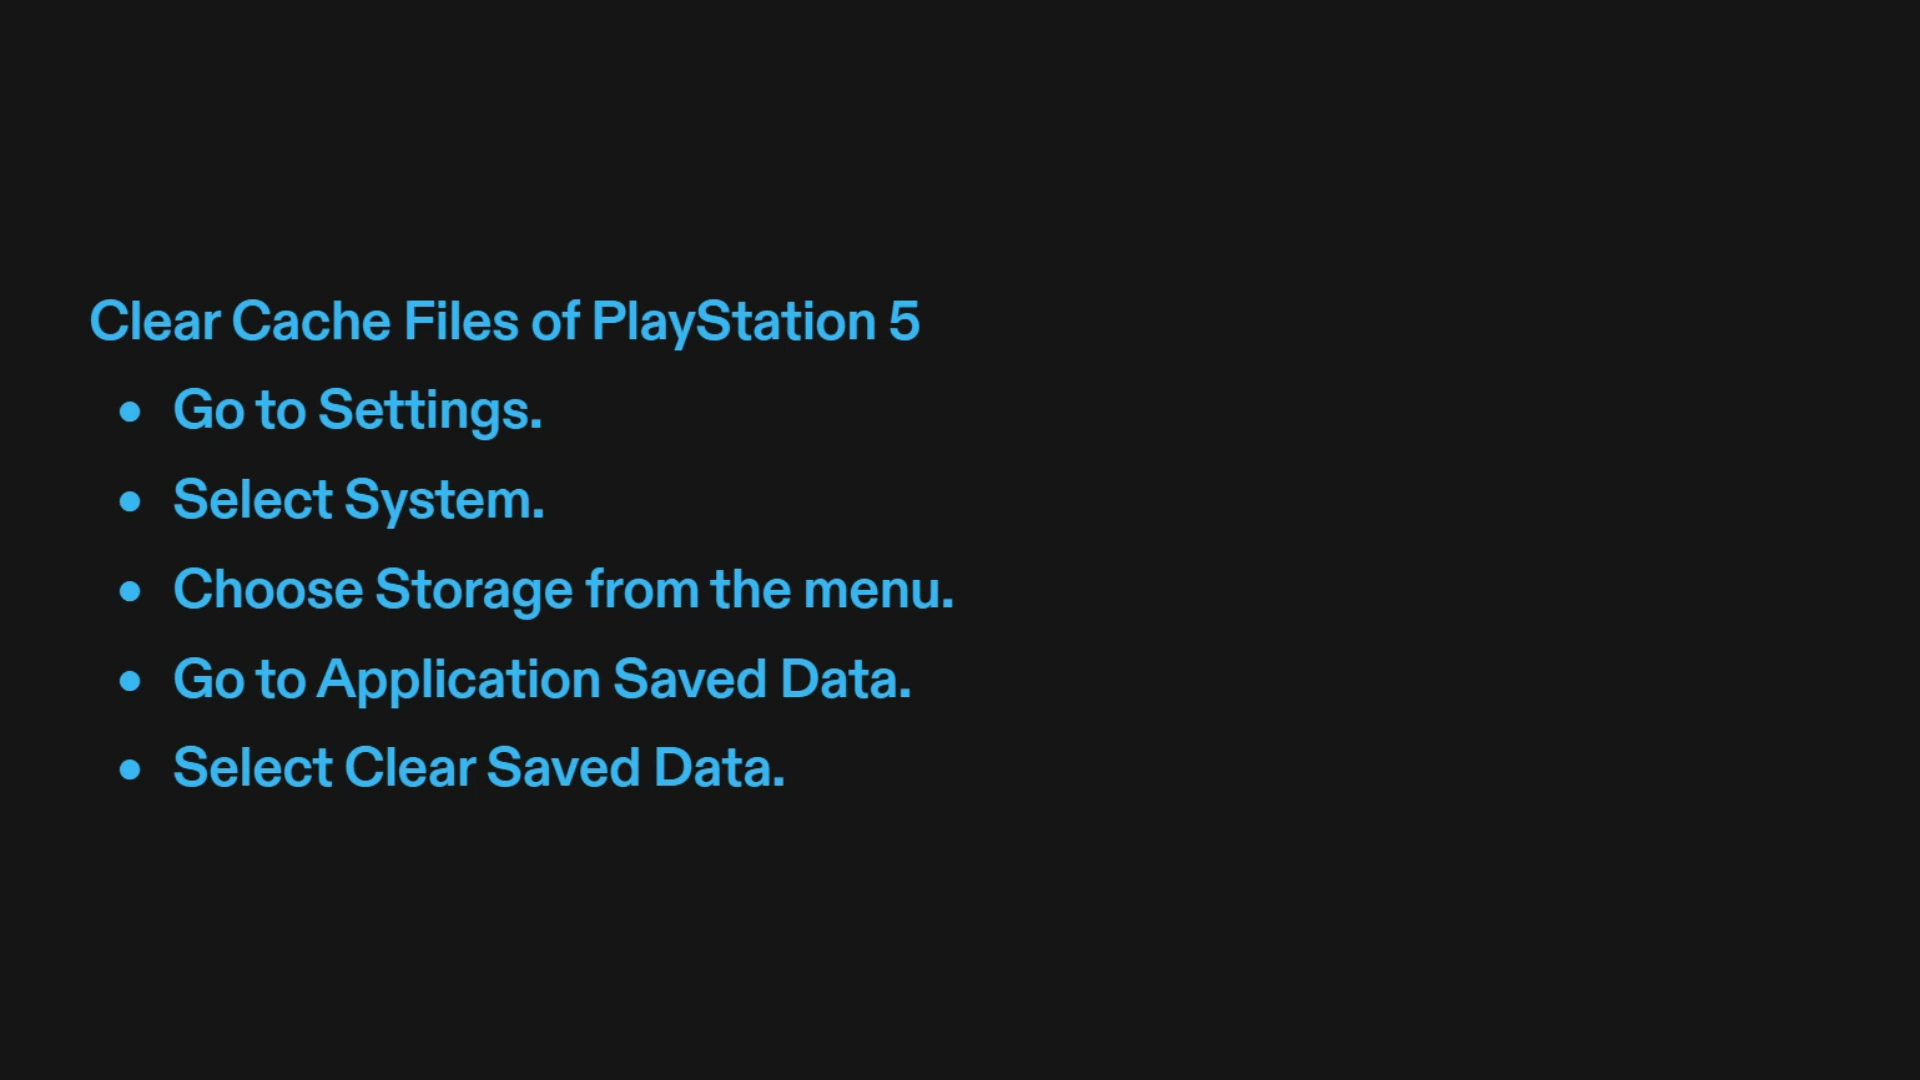 Clear Cache Files of PlayStation 5
• Go to Settings.
• Select System.
• Choose Storage from the menu.
• Go to Application Saved Data.
• Select Clear Saved Data.